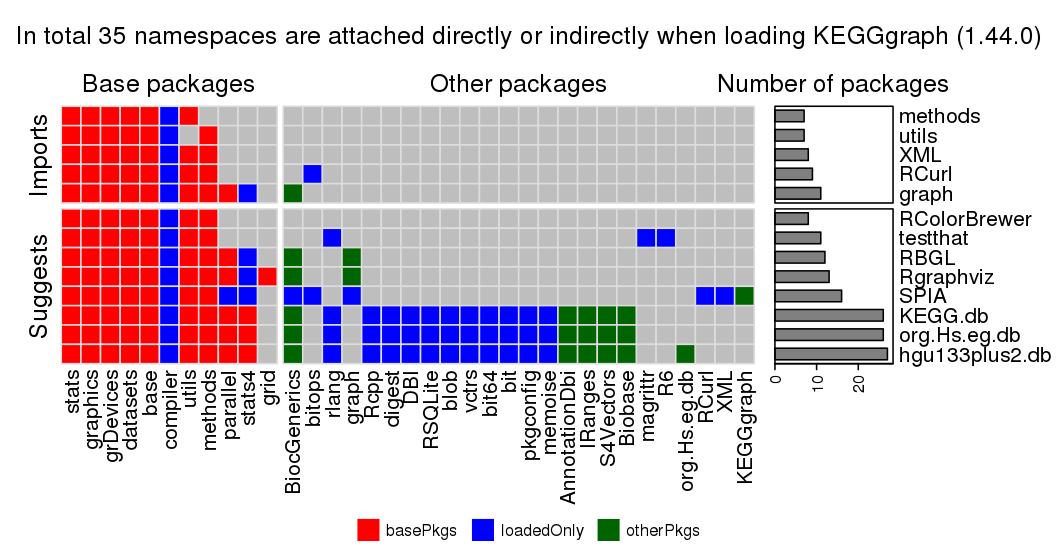 In total 35 namespaces are attached directly or indirectly when loading KEGGgraph (1.44.0)
Base packages
Other packages
Number of packages
Imports
methods
utils
XML
RCurl
graph
Suggests
RColorBrewer
testthat
RBGL
Rgraphviz
SPIA
KEGG.db
org.Hs.eg.db
hgu133plus2.db
0
10
20
stats
graphics
grDevices
datasets
base
compiler
utils
methods
parallel
stats4
grid
BiocGenerics
bitops
rlang
graph
Rcpp
digest
DBI
RSQLite
blob
vctrs
bit64
bit
pkgconfig
memoise
AnnotationDbi
IRanges
S4Vectors
Biobase
magrittr
R6
org.Hs.eg.db
RCurl
XML
KEGGgraph
basePkgs
loadedOnly
otherPkgs